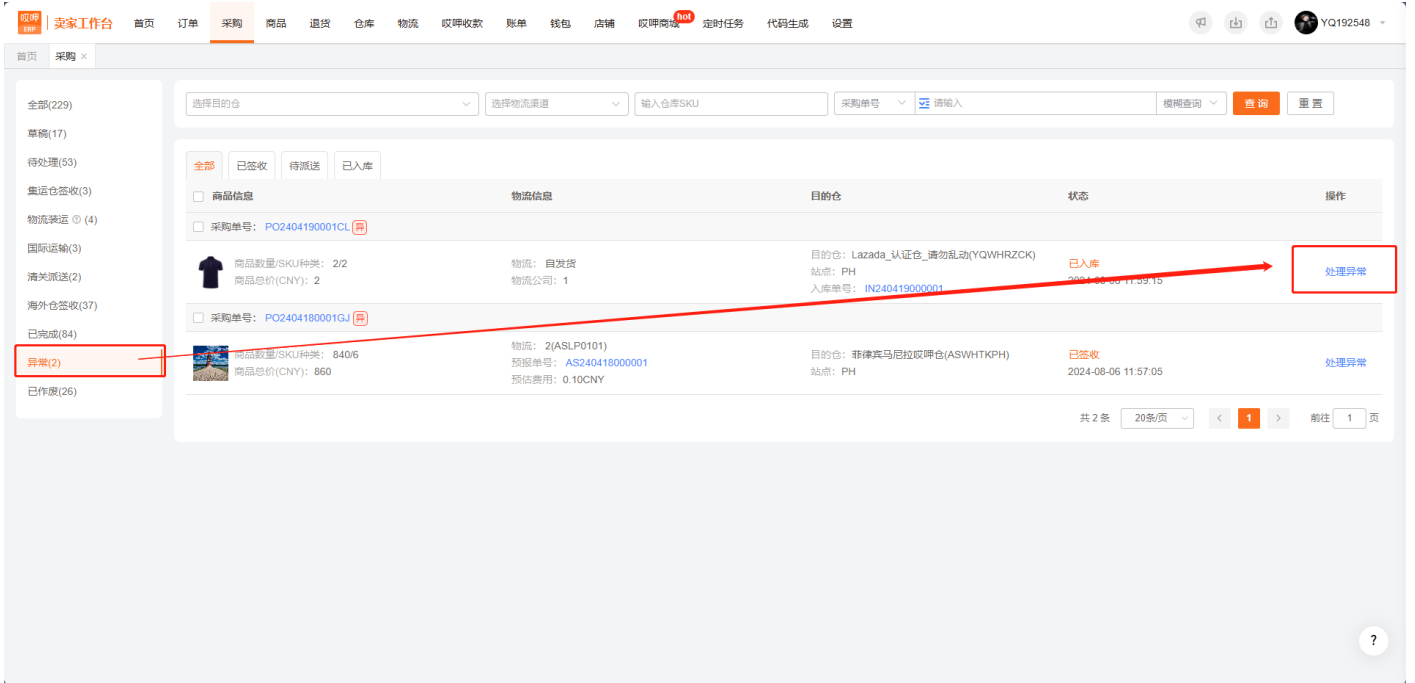 哎呷 ERP 卖家工作台 首页 订单 采购 商品 退货 仓库 物流 哎呷收款 账单 钱包 店铺 哎呷商城 hot 定时任务 代码生成 设置 YQ192548
首页 采购 ×
全部(229)
草稿(17)
待处理(53)
集运仓签收(3)
物流装运 (4)
国际运输(3)
清关派送(2)
海外仓签收(37)
已完成(84)
异常(2)
已作废(26)
选择目的仓 选择物流渠道 输入仓库SKU 采购单号 请输入 模糊查询 查 询 重 置
全部 已签收 待派送 已入库
商品信息 物流信息 目的仓 状态 操作
采购单号： PO2404190001CL 异
商品数量/SKU种类： 2/2
商品总价(CNY)： 2
物流： 自发货
物流公司： 1
目的仓： Lazada_认证仓_请勿乱动(YQWHRZCK)
站点： PH
入库单号： IN240419000001
已入库
处理异常
采购单号： PO2404180001GJ 异
商品数量/SKU种类： 840/6
商品总价(CNY)： 860
物流： 2(ASLP0101)
预报单号： AS240418000001
预估费用： 0.10CNY
目的仓： 菲律宾马尼拉哎呷仓(ASWHTKPH)
站点： PH
已签收
2024-08-06 11:57:05
处理异常
共 2 条 20条/页 < 1 > 前往 1 页
?